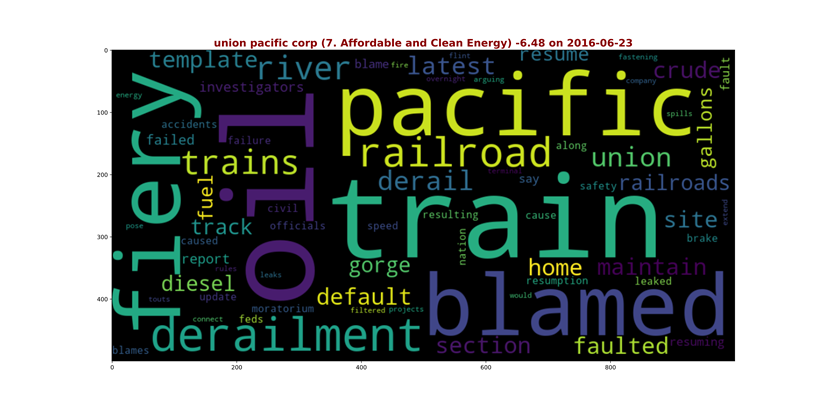 union pacific corp (7. Affordable and Clean Energy) -6.48 on 2016-06-23
0
100
200
300
400
0
200
400
600
800
template
river
blame
fire
latest
flint
overnight
arguing
resume
fastening
company
crude
fault
energy
investigators
fiery
oil
pacific
spills
gallons
accidents
failed
failure
trains
railroad
along
union
terminal
fuel
derail
say
safety
railroads
civil
train
pose
track
officials
speed
resulting
cause
site
extend
caused
nation
brake
report
rules
leaks
gorge
home
maintain
diesel
resumption
leaked
touts
update
default
would
blamed
moratorium
filtered
projects
connect
feds
derailment
blames
section
faulted
resuming